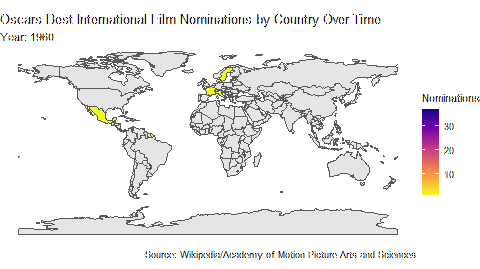 Oscars Best International Film Nominations by Country Over Time
Year: 1960
Nominations
30
20
10
Source: Wikipedia/Academy of Motion Picture Arts and Sciences